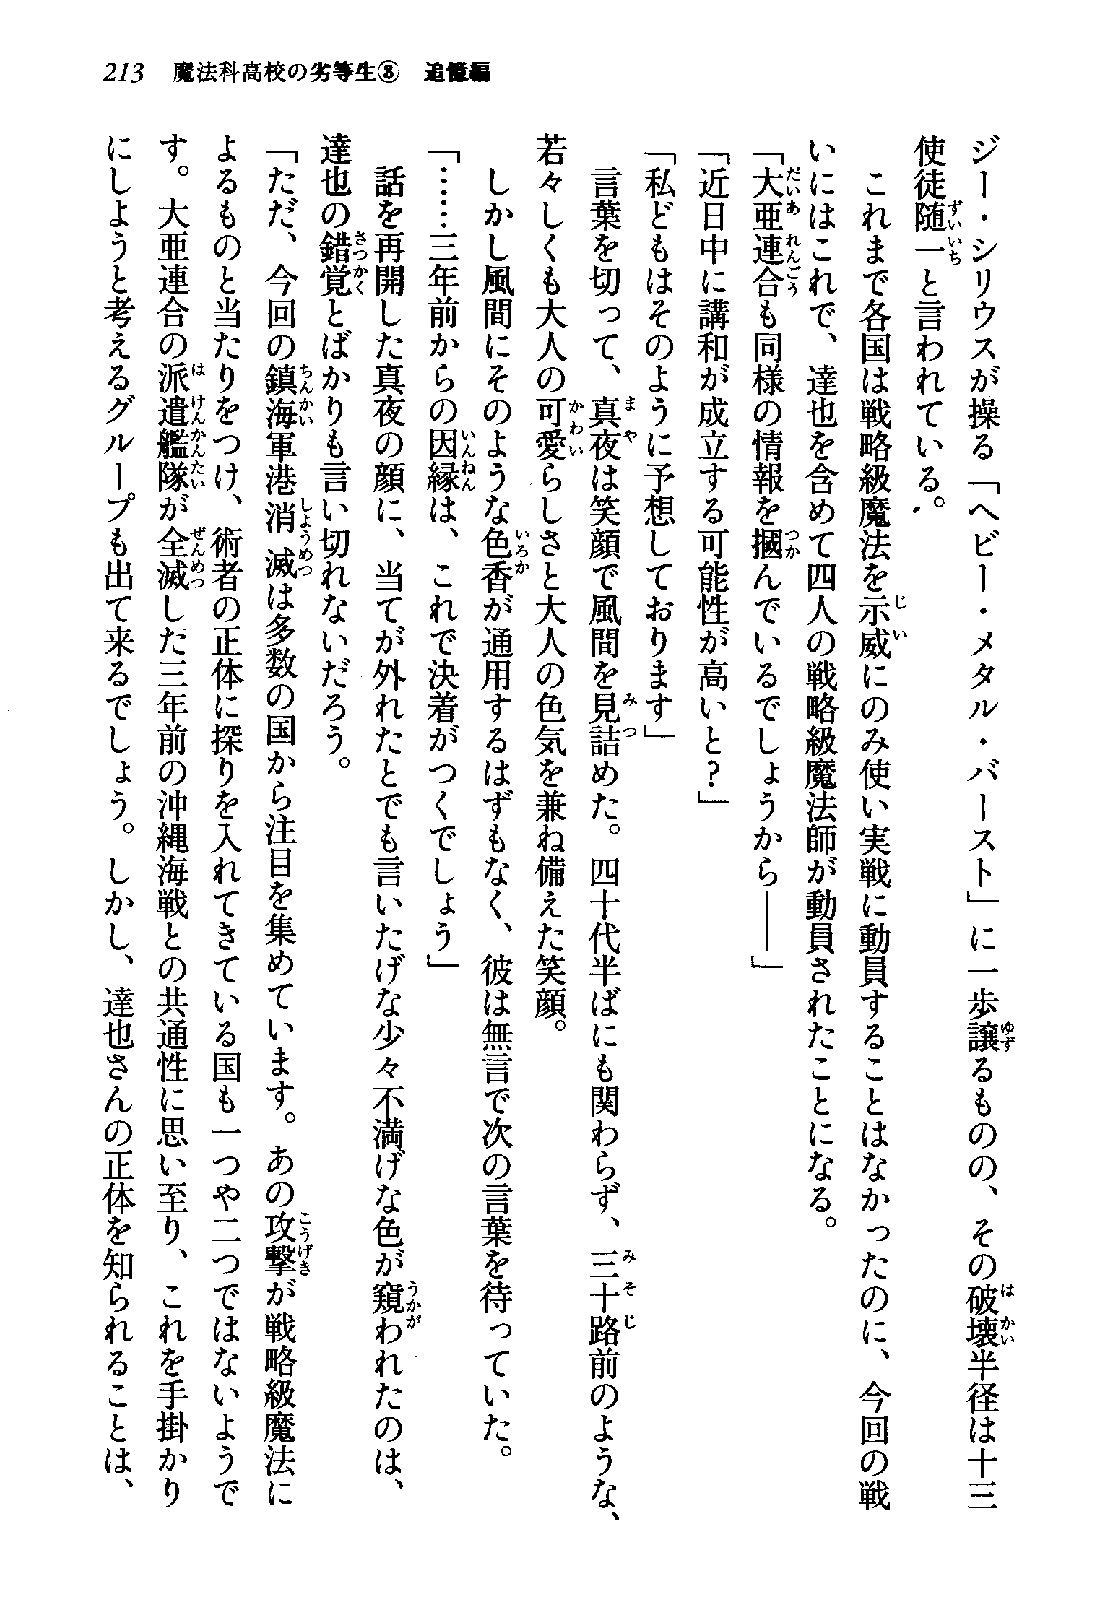 213　魔法科高校の劣等生⑧　追憶編
ジー・シリウスが操る「ヘビー・メタル・バースト」に一歩譲るものの、その破壊半径は十三
使徒随一と言われている。
　これまで各国は戦略級魔法を示威にのみ使い実戦に動員することはなかったのに、今回の戦
いにはこれで、達也を含めて四人の戦略級魔法師が動員されたことになる。
「大亜連合も同様の情報を摑んでいるでしょうから――」
「近日中に講和が成立する可能性が高いと？」
「私どもはそのように予想しております」
　言葉を切って、真夜は笑顔で風間を見詰めた。四十代半ばにも関わらず、三十路前のような、
若々しくも大人の可愛らしさと大人の色気を兼ね備えた笑顔。
　しかし風間にそのような色香が通用するはずもなく、彼は無言で次の言葉を待っていた。
「……三年前からの因縁は、これで決着がつくでしょう」
　話を再開した真夜の顔に、当てが外れたとでも言いたげな少々不満げな色が窺われたのは、
達也の錯覚とばかりも言い切れないだろう。
「ただ、今回の鎮海軍港消滅は多数の国から注目を集めています。あの攻撃が戦略級魔法に
よるものと当たりをつけ、術者の正体に探りを入れてきている国も一つや二つではないようで
す。大亜連合の派遣艦隊が全滅した三年前の沖縄海戦との共通性に思い至り、これを手掛かり
にしようと考えるグループも出て来るでしょう。しかし、達也さんの正体を知られることは、